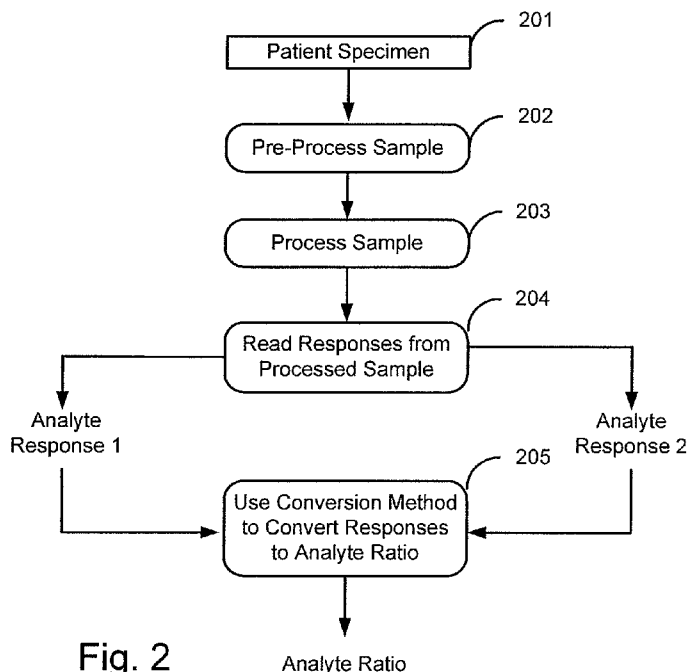 201
Patient Specimen
202
Pre-Process Sample
203
Process Sample
204
Read Responses from
Processed Sample
Analyte
Response 1
Analyte
Response 2
205
Use Conversion Method
to Convert Responses
to Analyte Ratio
Fig. 2
Analyte Ratio